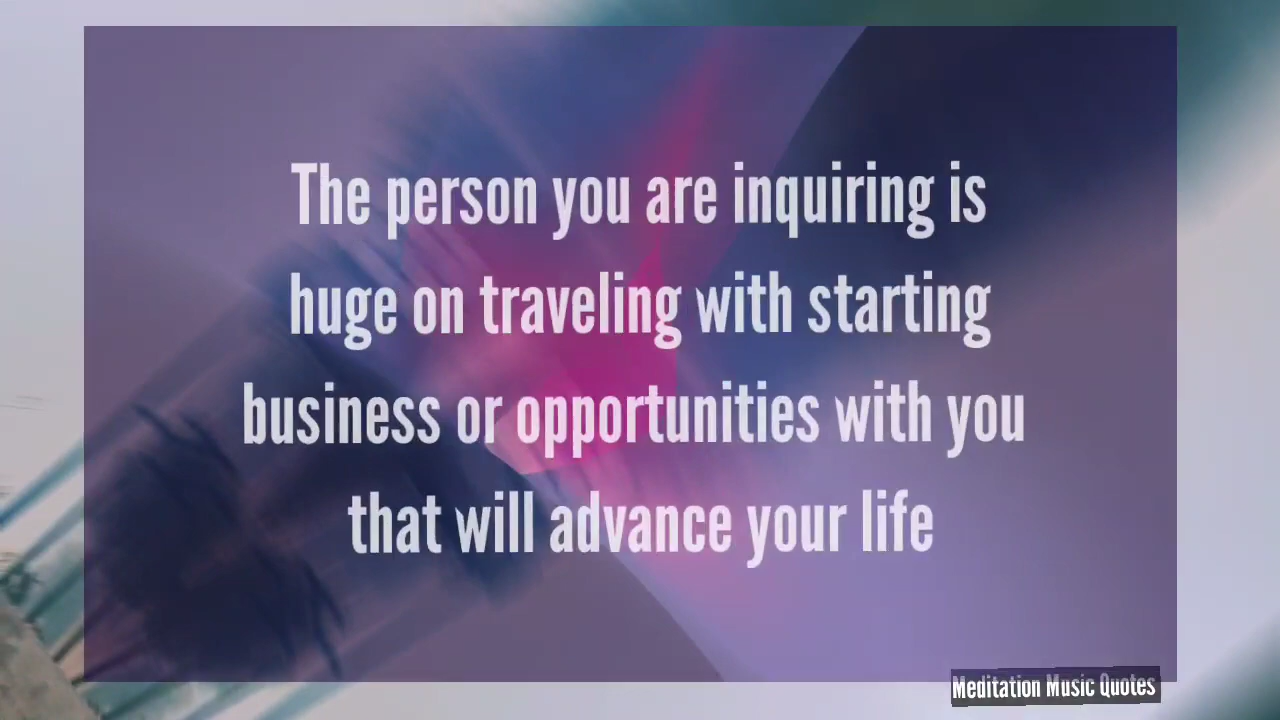 The person you are inquiring is
huge on traveling with starting
business or opportunities with you
that will advance your life
Meditation Music Quotes